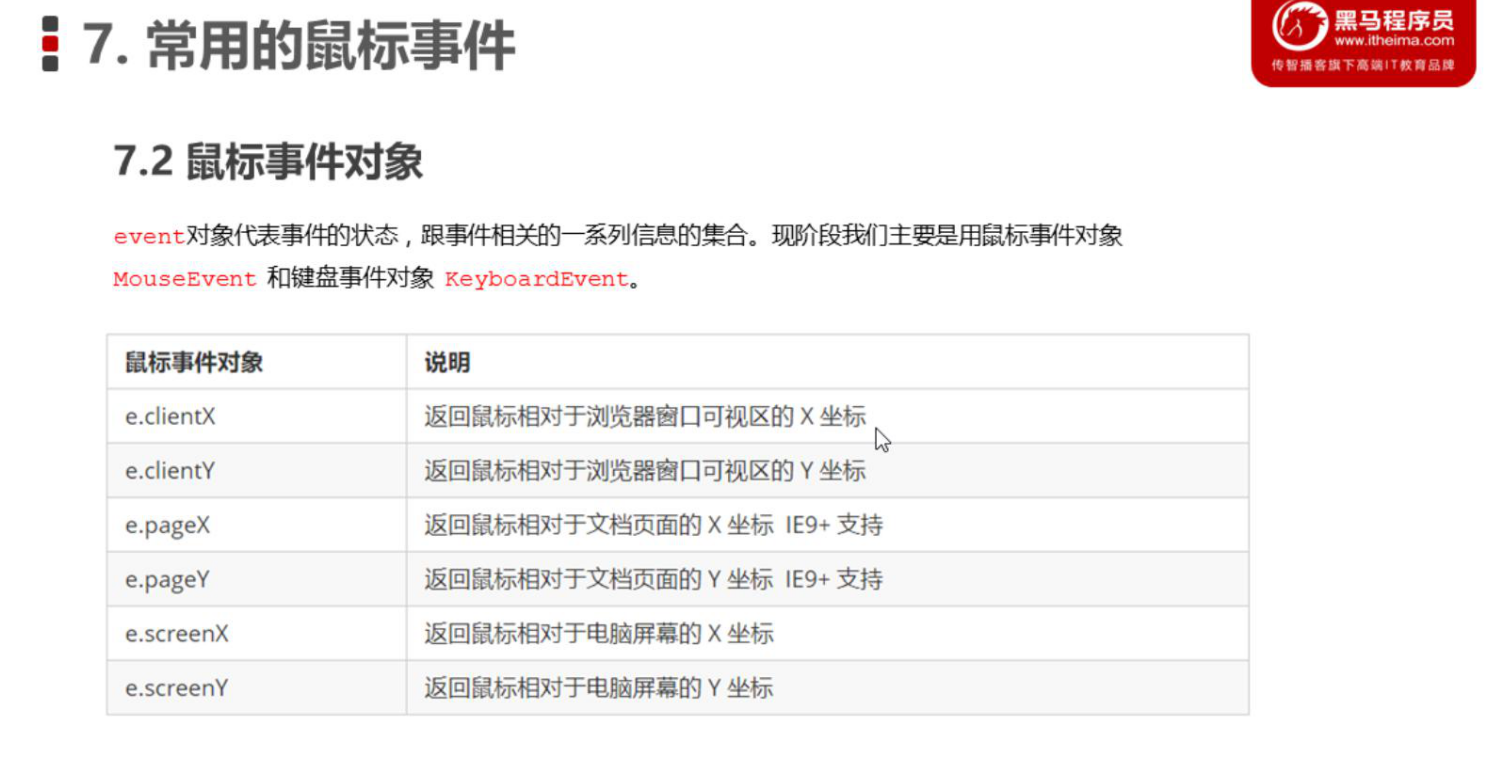 7. 常用的鼠标事件
黑马程序员
www.itheima.com
传智播客旗下高端IT教育品牌
7.2 鼠标事件对象
event对象代表事件的状态，跟事件相关的一系列信息的集合。现阶段我们主要是用鼠标事件对象
MouseEvent 和键盘事件对象 KeyboardEvent。
鼠标事件对象 说明
e.clientX 返回鼠标相对于浏览器窗口可视区的 X 坐标
e.clientY 返回鼠标相对于浏览器窗口可视区的 Y 坐标
e.pageX 返回鼠标相对于文档页面的 X 坐标 IE9+ 支持
e.pageY 返回鼠标相对于文档页面的 Y 坐标 IE9+ 支持
e.screenX 返回鼠标相对于电脑屏幕的 X 坐标
e.screenY 返回鼠标相对于电脑屏幕的 Y 坐标